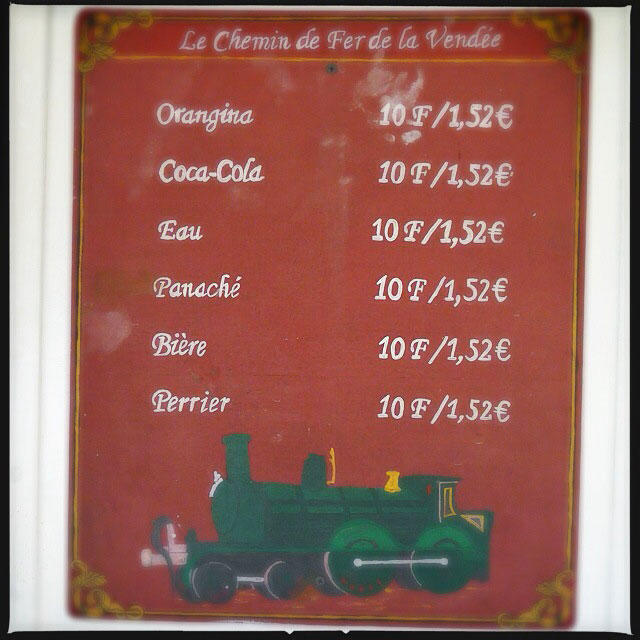 Le Chemin de Fer de la Vendée
Orangina 10 F/1,52€
Coca-Cola 10 F/1,52€
Eau 10 F/1,52€
Panaché 10 F/1,52€
Bière 10 F/1,52€
Perrier 10 F/1,52€